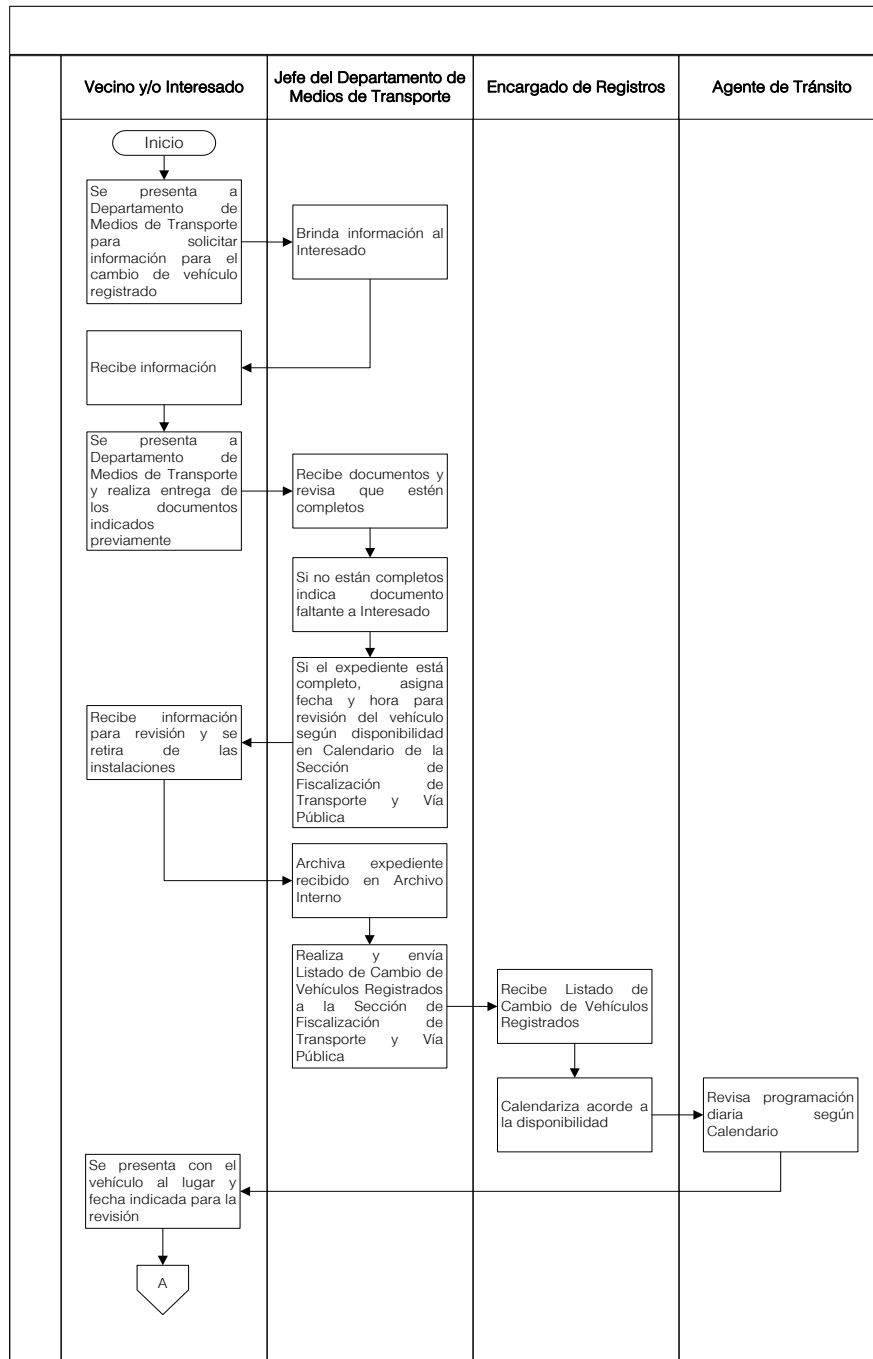 Vecino y/o Interesado
Jefe del Departamento de
Medios de Transporte
Encargado de Registros
Agente de Tránsito
Inicio
Se presenta a
Departamento de
Medios de Transporte
para solicitar
información para el
cambio de vehículo
registrado
Brinda información al
Interesado
Recibe información
Se presenta a
Departamento de
Medios de Transporte
y realiza entrega de
los documentos
indicados
previamente
Recibe documentos y
revisa que estén
completos
Si no están completos
indica documento
faltante a Interesado
Si el expediente está
completo, asigna
fecha y hora para
revisión del vehículo
según disponibilidad
en Calendario de la
Sección de
Fiscalización de
Transporte y Vía
Pública
Recibe información
para revisión y se
retira de las
instalaciones
Archiva expediente
recibido en Archivo
Interno
Realiza y envía
Listado de Cambio de
Vehículos Registrados
a la Sección de
Fiscalización de
Transporte y Vía
Pública
Recibe Listado de
Cambio de Vehículos
Registrados
Calendariza acorde a
la disponibilidad
Revisa programación
diaria según
Calendario
Se presenta con el
vehículo al lugar y
fecha indicada para la
revisión
A